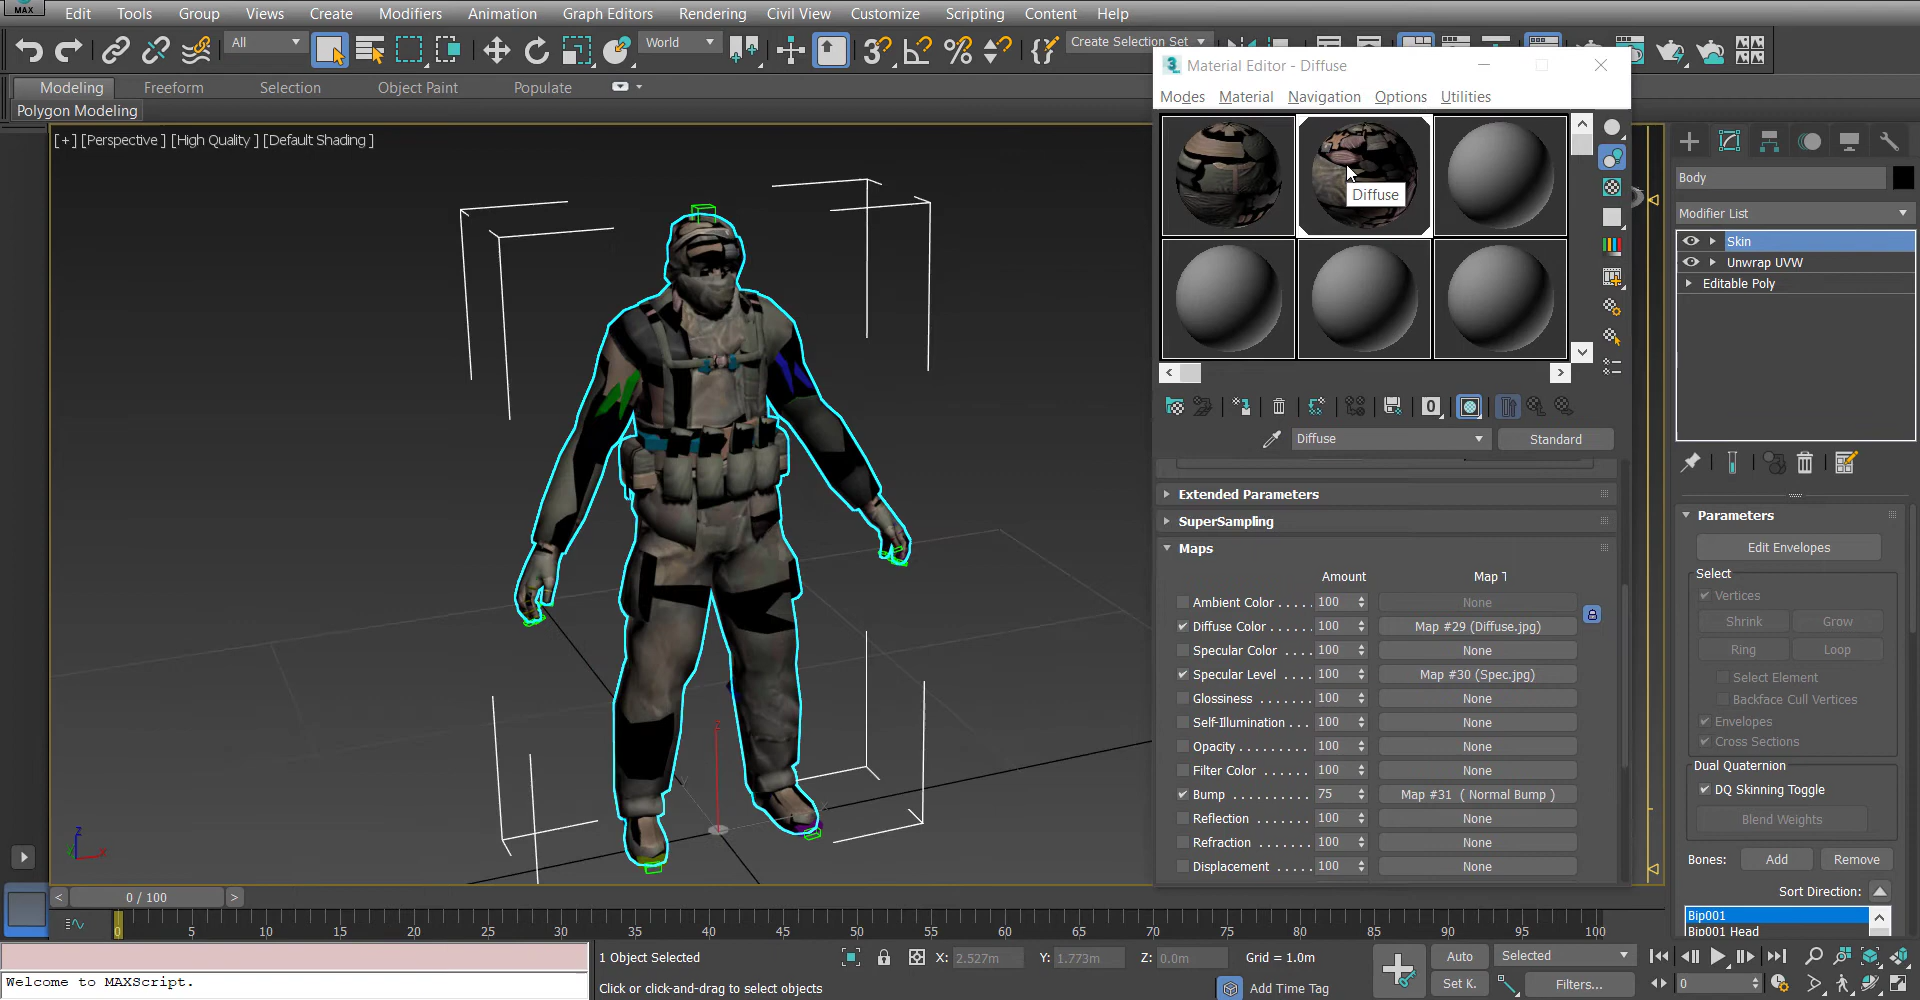 MAX
Edit Tools Group Views Create Modifiers Animation Graph Editors Rendering Civil View Customize Scripting Content Help
All
World
Create Selection Set
Modeling Freeform Selection Object Paint Populate
Polygon Modeling
[+] [Perspective ] [High Quality ] [Default Shading ]
Material Editor - Diffuse
Modes Material Navigation Options Utilities
Diffuse
0
Diffuse
Standard
Extended Parameters
SuperSampling
Maps
Amount Map T
Ambient Color . . . . . 100 None
Diffuse Color . . . . . . 100 Map #29 (Diffuse.jpg)
Specular Color . . . . 100 None
Specular Level . . . . 100 Map #30 (Spec.jpg)
Glossiness . . . . . . . 100 None
Self-Illumination . . . 100 None
Opacity . . . . . . . . . 100 None
Filter Color . . . . . . 100 None
Bump . . . . . . . . . . 75 Map #31 ( Normal Bump )
Reflection . . . . . . . 100 None
Refraction . . . . . . . 100 None
Displacement . . . . . 100 None
Body
Modifier List
Skin
Unwrap UVW
Editable Poly
Parameters
Edit Envelopes
Select
Vertices
Shrink Grow
Ring Loop
Select Element
Backface Cull Vertices
Envelopes
Cross Sections
Dual Quaternion
DQ Skinning Toggle
Blend Weights
Bones: Add Remove
Sort Direction:
Bip001
Bip001 Head
z
x
z
< 0 / 100 >
0 5 10 15 20 25 30 35 40 45 50 55 60 65 70 75 80 85 90 95 100
Welcome to MAXScript.
1 Object Selected
Click or click-and-drag to select objects
X: 2.527m Y: 1.773m Z: 0.0m Grid = 1.0m
Add Time Tag
Auto Selected
Set K. Filters...
0